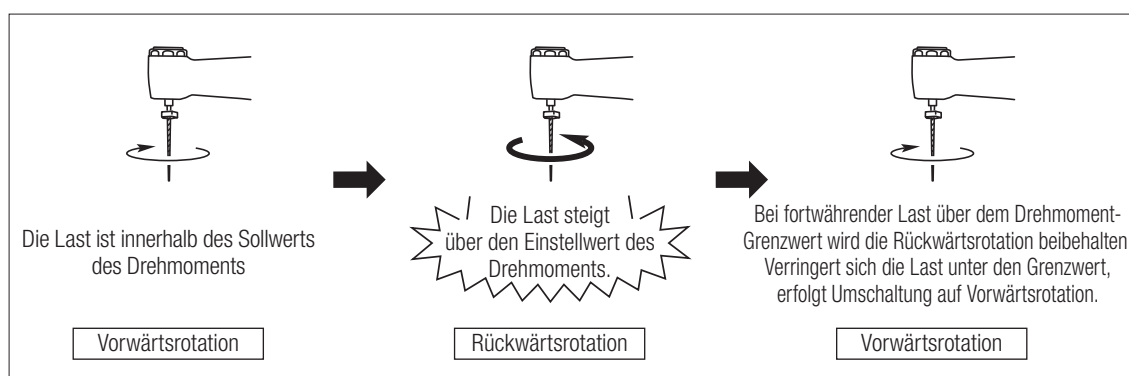 Die Last ist innerhalb des Sollwerts
des Drehmoments
Vorwärtsrotation
Die Last steigt
über den Einstellwert des
Drehmoments.
Rückwärtsrotation
Bei fortwährender Last über dem Drehmoment-
Grenzwert wird die Rückwärtsrotation beibehalten
Verringert sich die Last unter den Grenzwert,
erfolgt Umschaltung auf Vorwärtsrotation.
Vorwärtsrotation